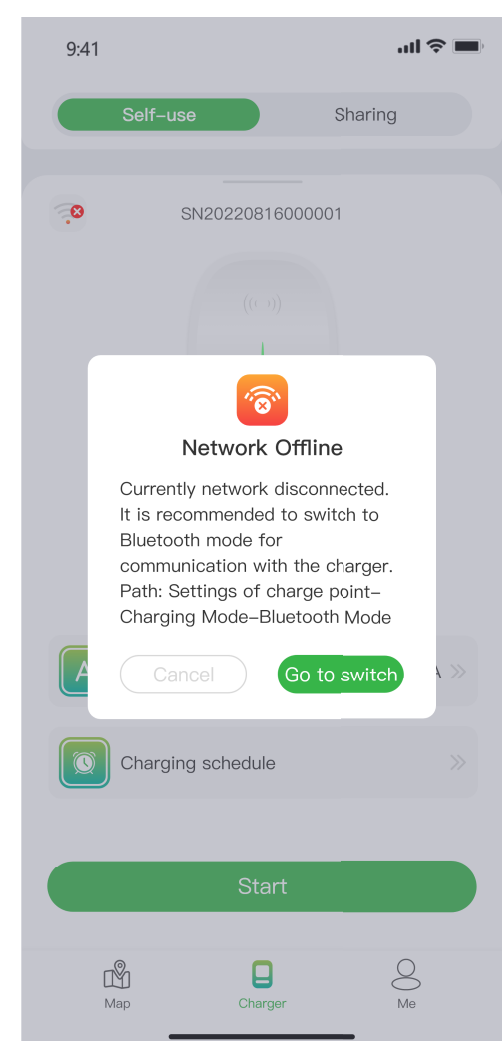 9:41
Self-use
Sharing
SN20220816000001
Network Offline
Currently network disconnected.
It is recommended to switch to
Bluetooth mode for
communication with the charger.
Path: Settings of charge point-
Charging Mode-Bluetooth Mode
Cancel
Go to switch
A
A
Charging schedule
Start
Map
Charger
Me